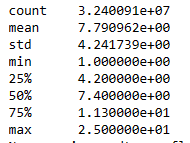 count    3.240091e+07
mean     7.790962e+00
std      4.241739e+00
min      1.000000e+00
25%      4.200000e+00
50%      7.400000e+00
75%      1.130000e+01
max      2.500000e+01